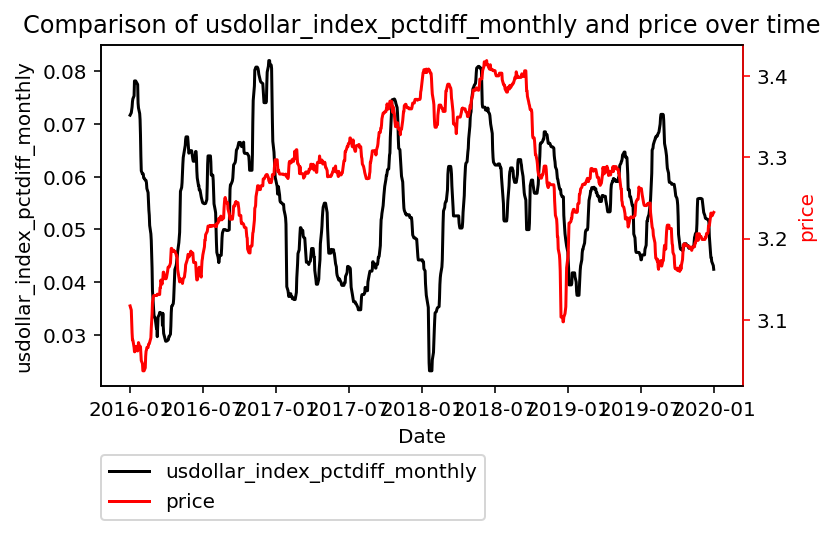 Comparison of usdollar_index_pctdiff_monthly and price over time
usdollar_index_pctdiff_monthly
0.08
0.07
0.06
0.05
0.04
0.03
3.4
3.3
3.2
3.1
price
2016-01 2016-07 2017-01 2017-07 2018-01 2018-07 2019-01 2019-07 2020-01
Date
usdollar_index_pctdiff_monthly
price